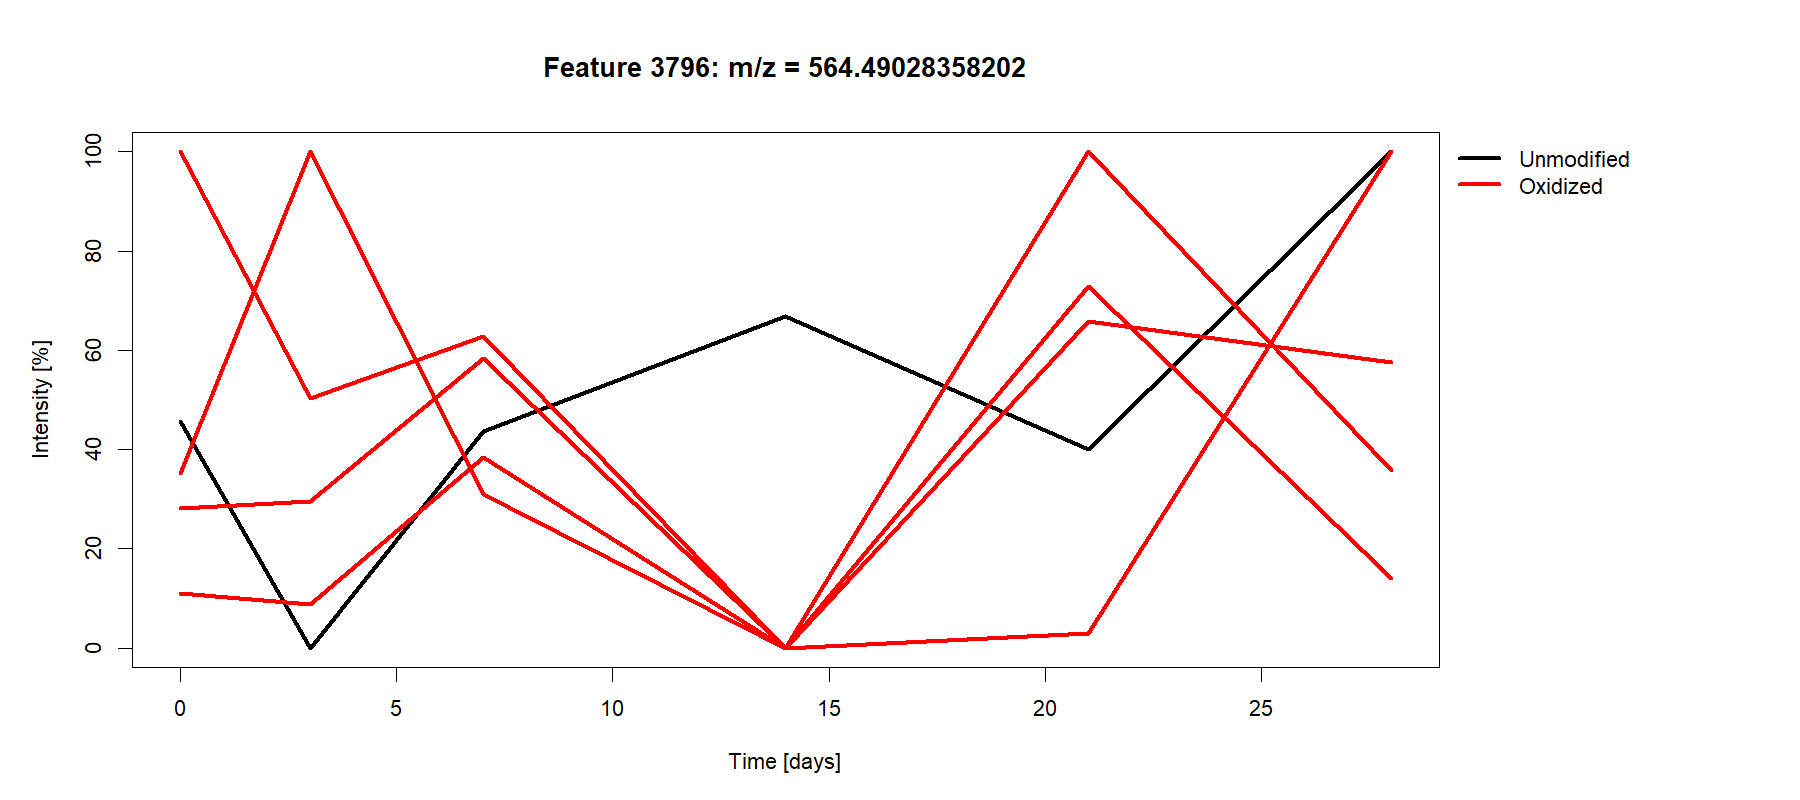 Feature 3796: m/z = 564.49028358202
Unmodified
Oxidized
Intensity [%]
100
80
60
40
20
0
0 5 10 15 20 25
Time [days]